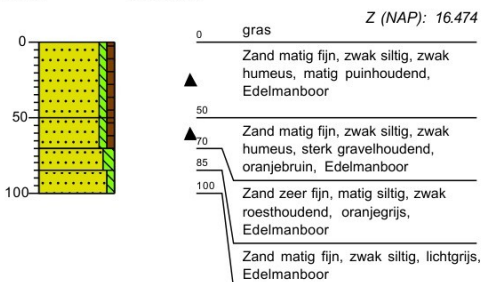 Z (NAP): 16.474
0
0
gras
Zand matig fijn, zwak siltig, zwak
humeus, matig puinhoudend,
Edelmanboor
50
50
Zand matig fijn, zwak siltig, zwak
humeus, sterk gravelhoudend,
oranjebruin, Edelmanboor
70
85
100
100
Zand zeer fijn, matig siltig, zwak
roesthoudend, oranjegrijs,
Edelmanboor
Zand matig fijn, zwak siltig, lichtgrijs,
Edelmanboor